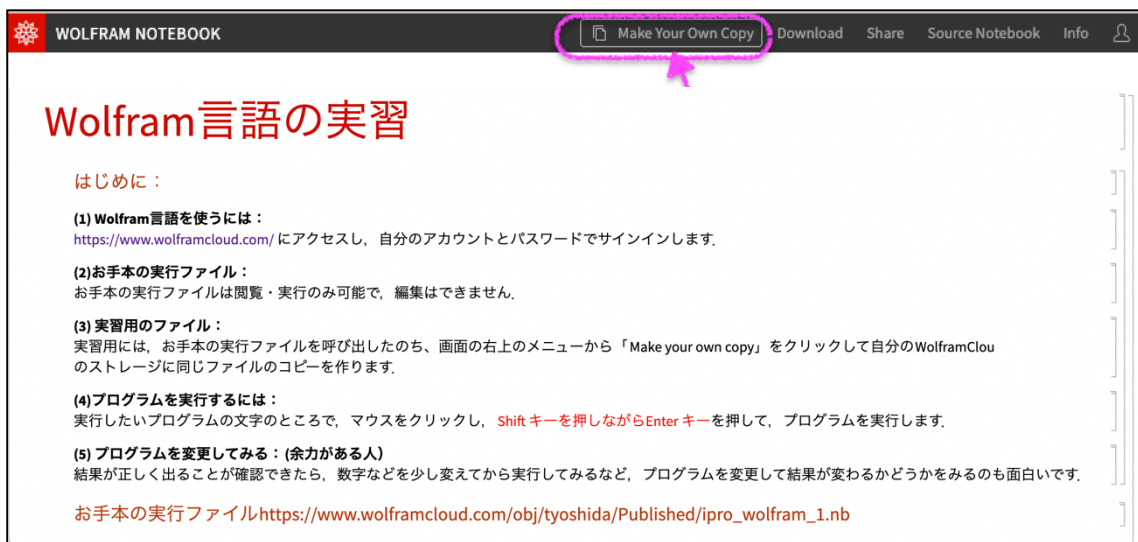 WOLFRAM NOTEBOOK
Make Your Own Copy
Download
Share
Source Notebook
Info
Wolfram言語の実習
はじめに：
(1) Wolfram言語を使うには：
https://www.wolframcloud.com/ にアクセスし，自分のアカウントとパスワードでサインインします．
(2)お手本の実行ファイル：
お手本の実行ファイルは閲覧・実行のみ可能で，編集はできません．
(3) 実習用のファイル：
実習用には，お手本の実行ファイルを呼び出したのち、画面の右上のメニューから「 Make your own copy」をクリックして自分のWolframClou
のストレージに同じファイルのコピーを作ります．
(4)プログラムを実行するには：
実行したいプログラムの文字のところで，マウスをクリックし， Shift キーを押しながらEnter キーを押して，プログラムを実行します．
(5) プログラムを変更してみる：(余力がある人）
結果が正しく出ることが確認できたら，数字などを少し変えてから実行してみるなど，プログラムを変更して結果が変わるかどうかをみるのも面白いです．
お手本の実行ファイルhttps://www.wolframcloud.com/obj/tyoshida/Published/ipro_wolfram_1.nb